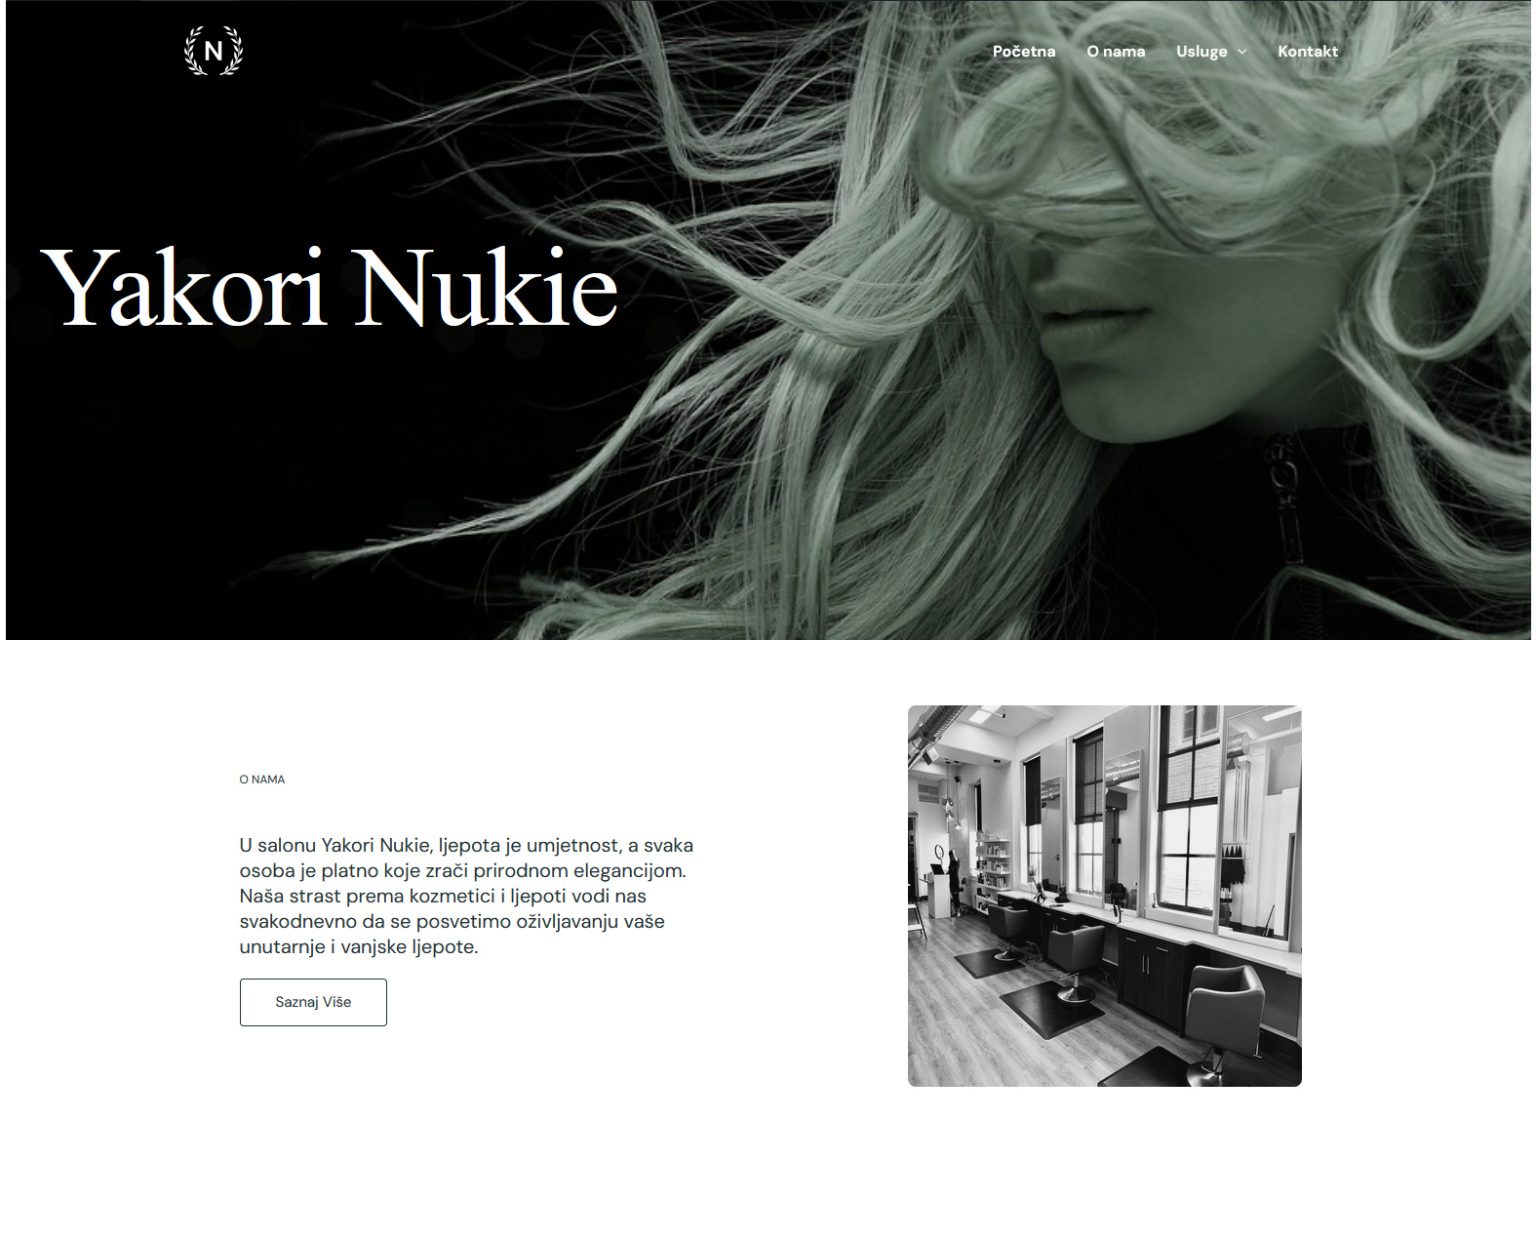 N
Početna O nama Usluge Kontakt
Yakori Nukie
O NAMA
U salonu Yakori Nukie, ljepota je umjetnost, a svaka
osoba je platno koje zrači prirodnom elegancijom.
Naša strast prema kozmetici i ljepoti vodi nas
svakodnevno da se posvetimo oživljavanju vaše
unutarnje i vanjske ljepote.
Saznaj Više